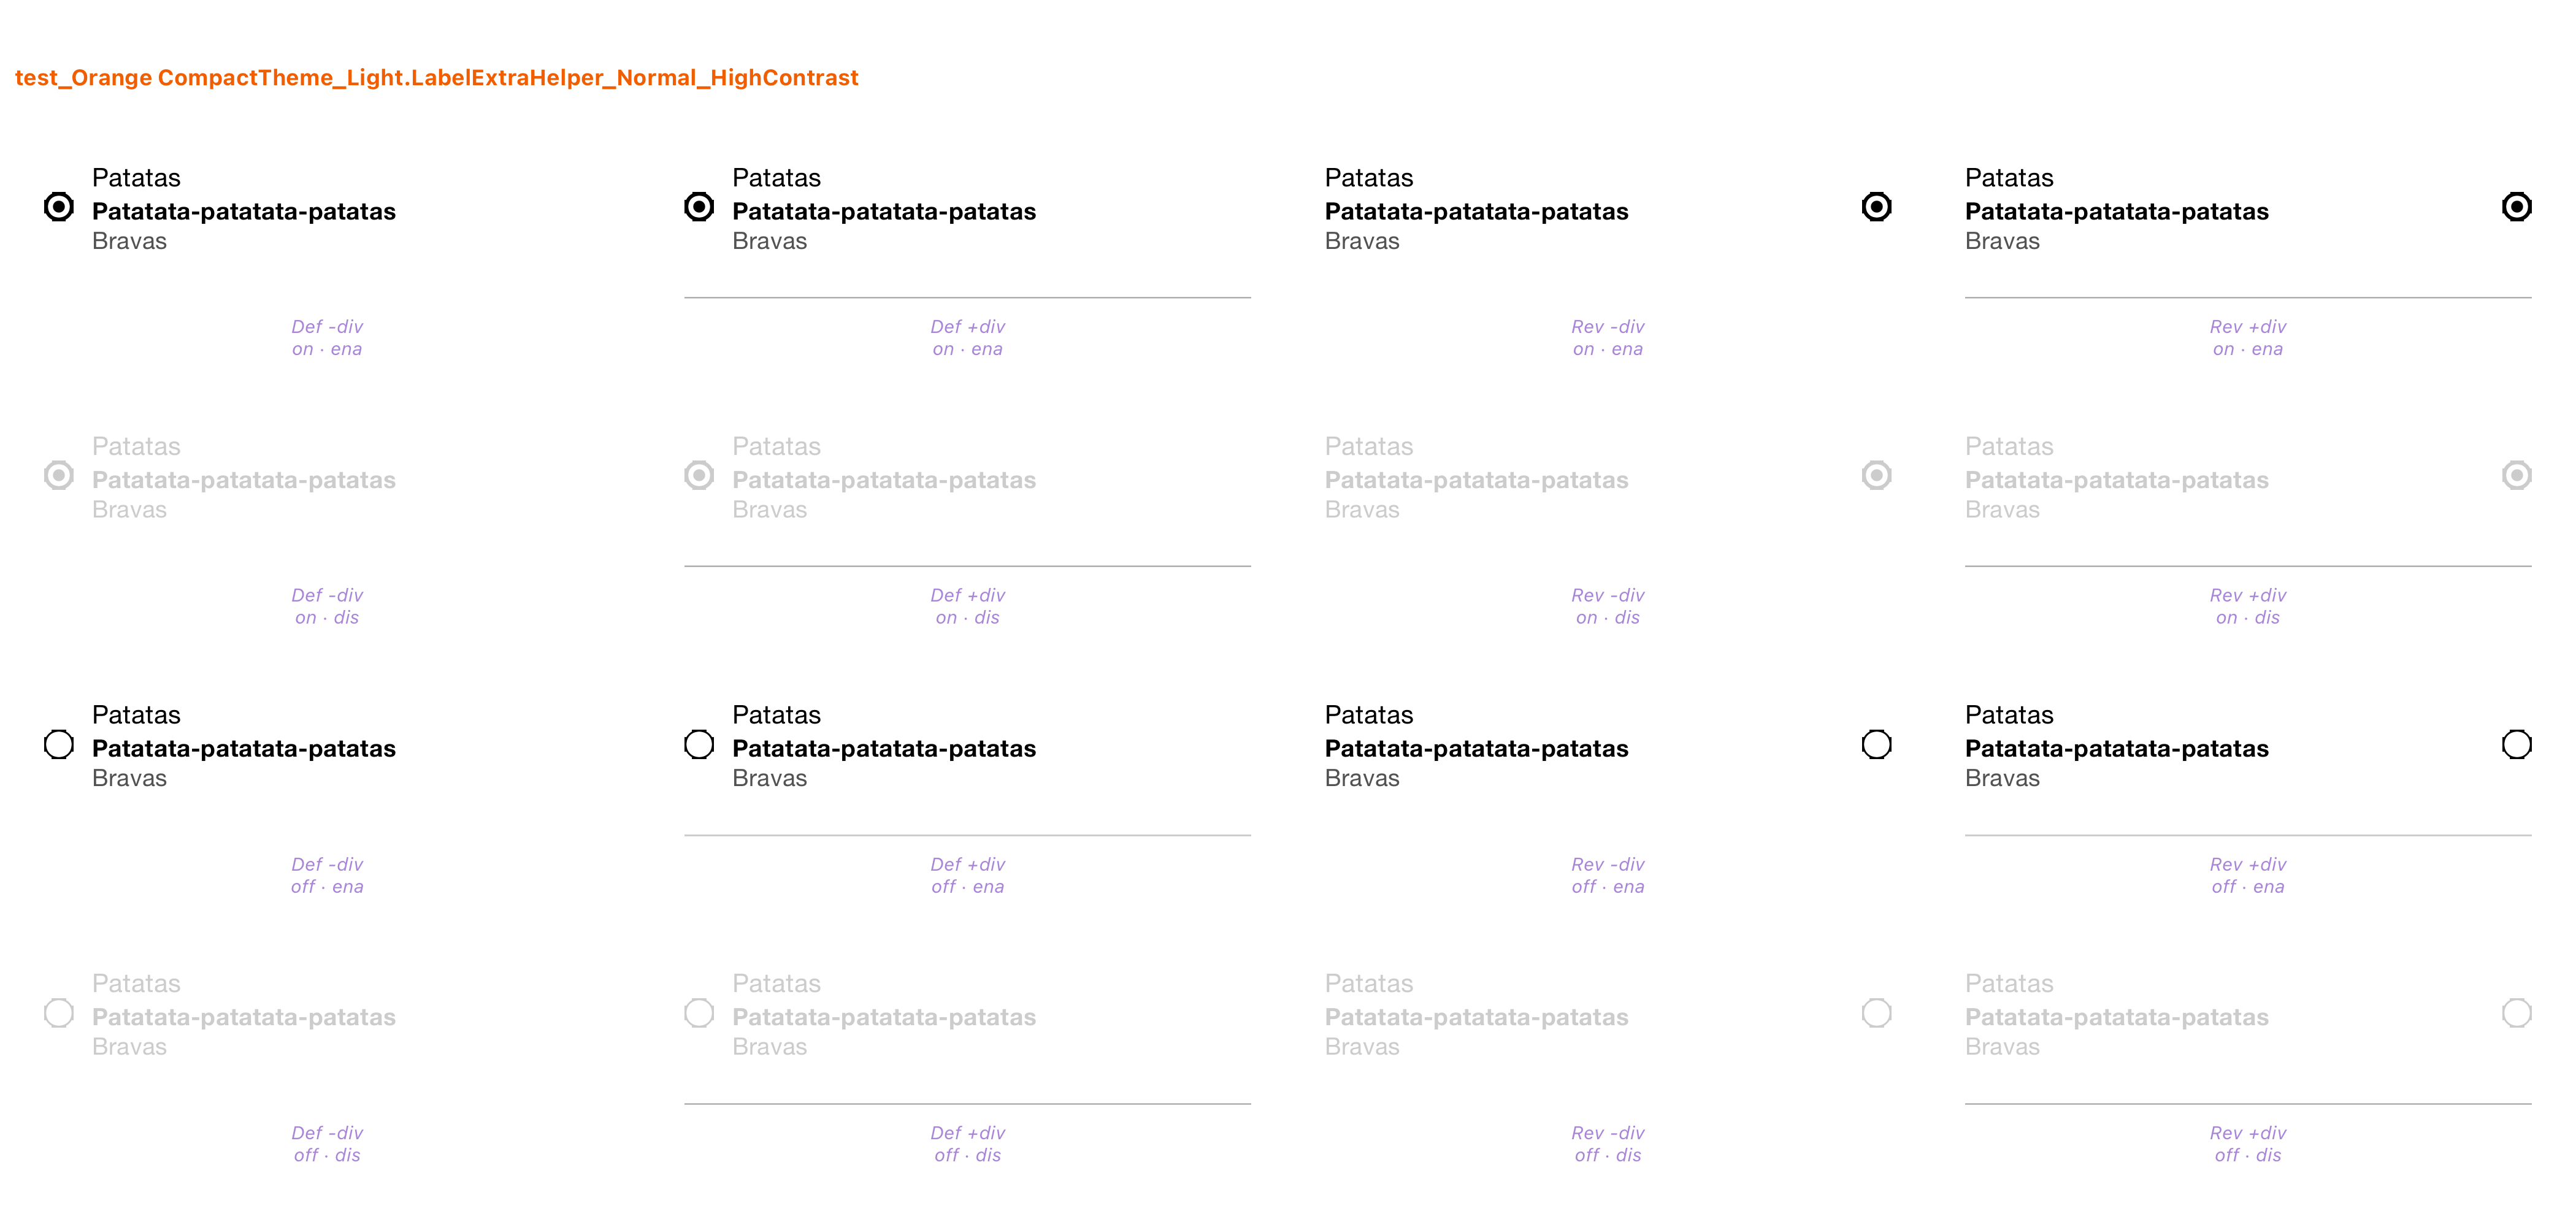 test_Orange CompactTheme_Light.LabelExtraHelper_Normal_HighContrast
Patatas
Patatata-patatata-patatas
Bravas
Def -div
on · ena
Patatas
Patatata-patatata-patatas
Bravas
Def +div
on · ena
Patatas
Patatata-patatata-patatas
Bravas
Rev -div
on · ena
Patatas
Patatata-patatata-patatas
Bravas
Rev +div
on · ena
Patatas
Patatata-patatata-patatas
Bravas
Def -div
on · dis
Patatas
Patatata-patatata-patatas
Bravas
Def +div
on · dis
Patatas
Patatata-patatata-patatas
Bravas
Rev -div
on · dis
Patatas
Patatata-patatata-patatas
Bravas
Rev +div
on · dis
Patatas
Patatata-patatata-patatas
Bravas
Def -div
off · ena
Patatas
Patatata-patatata-patatas
Bravas
Def +div
off · ena
Patatas
Patatata-patatata-patatas
Bravas
Rev -div
off · ena
Patatas
Patatata-patatata-patatas
Bravas
Rev +div
off · ena
Patatas
Patatata-patatata-patatas
Bravas
Def -div
off · dis
Patatas
Patatata-patatata-patatas
Bravas
Def +div
off · dis
Patatas
Patatata-patatata-patatas
Bravas
Rev -div
off · dis
Patatas
Patatata-patatata-patatas
Bravas
Rev +div
off · dis